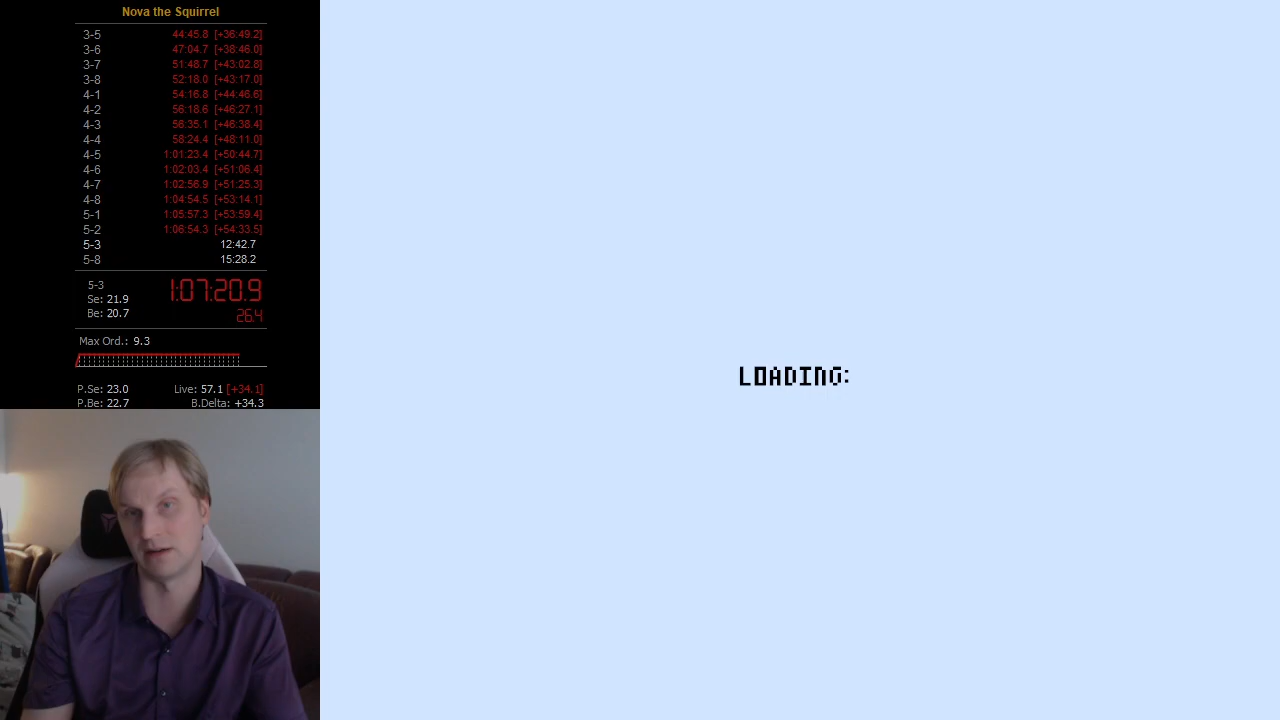 Nova the Squirrel
3-5 44:45.8 [+36:49.2]
3-6 47:04.7 [+38:46.0]
3-7 51:48.7 [+43:02.8]
3-8 52:18.0 [+43:17.0]
4-1 54:16.8 [+44:46.6]
4-2 56:18.6 [+46:27.1]
4-3 56:35.1 [+46:38.4]
4-4 58:24.4 [+48:11.0]
4-5 1:01:23.4 [+50:44.7]
4-6 1:02:03.4 [+51:06.4]
4-7 1:02:56.9 [+51:25.3]
4-8 1:04:54.5 [+53:14.1]
5-1 1:05:57.3 [+53:59.4]
5-2 1:06:54.3 [+54:33.5]
5-3 12:42.7
5-8 15:28.2
5-3 1:07:20.9
Se: 21.9
Be: 20.7 26.4
Max Ord.: 9.3
P.Se: 23.0 Live: 57.1 [+34.1]
P.Be: 22.7 B.Delta: +34.3
LOADING: